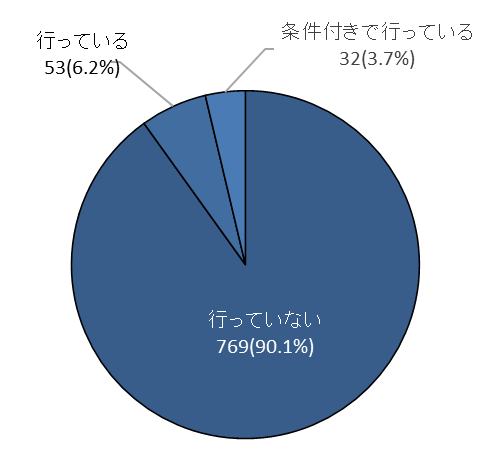 行っている
53(6.2%)
条件付きで行っている
32(3.7%)
行っていない
769(90.1%)